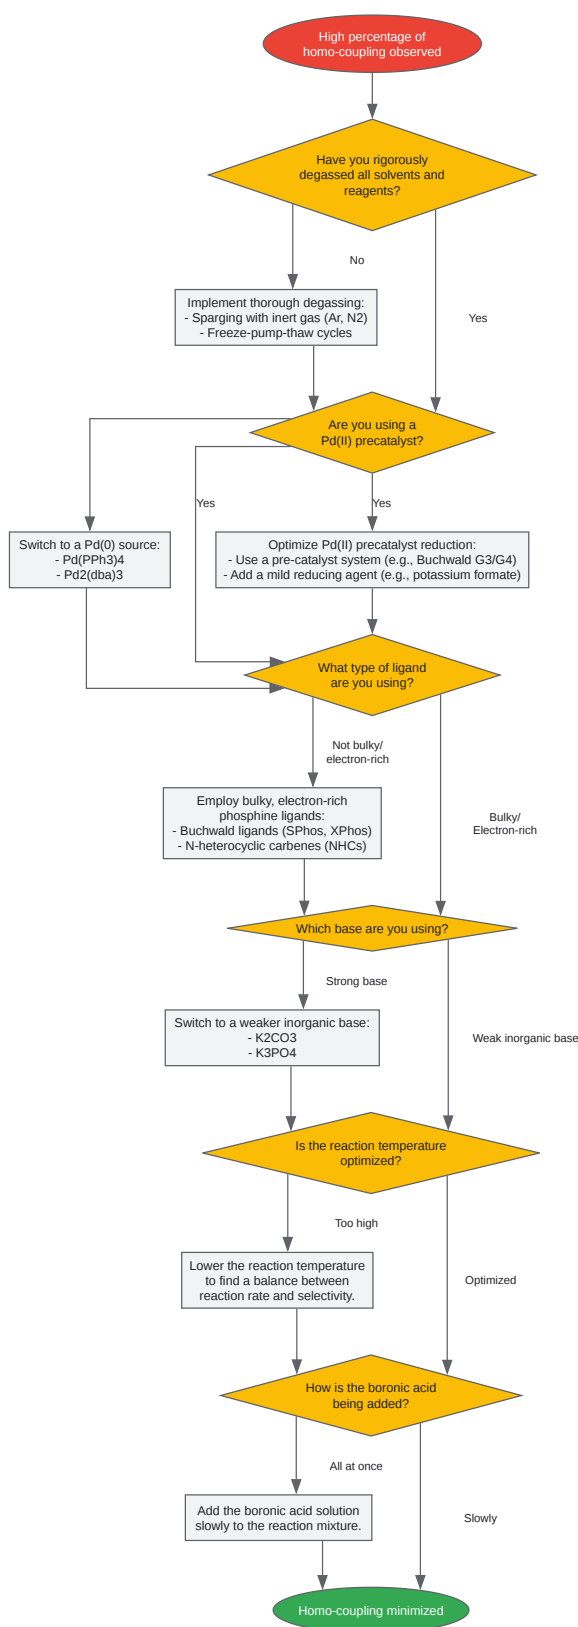 High percentage of
homo-coupling observed
Have you rigorously
degassed all solvents and
reagents?
No
Implement thorough degassing:
- Sparging with inert gas (Ar, N2)
- Freeze-pump-thaw cycles
Yes
Are you using a
Pd(II) precatalyst?
Yes
Yes
Switch to a Pd(0) source:
- Pd(PPh3)4
- Pd2(dba)3
Optimize Pd(II) precatalyst reduction:
- Use a pre-catalyst system (e.g., Buchwald G3/G4)
- Add a mild reducing agent (e.g., potassium formate)
What type of ligand
are you using?
Not bulky/
electron-rich
Employ bulky, electron-rich
phosphine ligands:
- Buchwald ligands (SPhos, XPhos)
- N-heterocyclic carbenes (NHCs)
Bulky/
Electron-rich
Which base are you using?
Strong base
Switch to a weaker inorganic base:
- K2CO3
- K3PO4
Weak inorganic base
Is the reaction temperature
optimized?
Too high
Lower the reaction temperature
to find a balance between
reaction rate and selectivity.
Optimized
How is the boronic acid
being added?
All at once
Add the boronic acid solution
slowly to the reaction mixture.
Slowly
Homo-coupling minimized